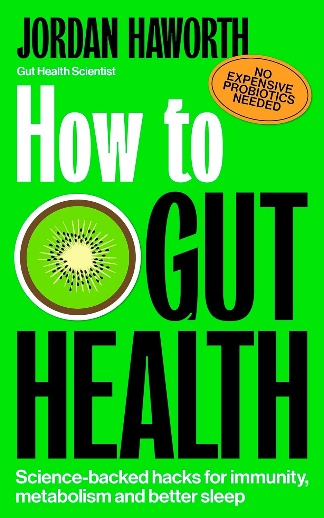 JORDAN HAWORTH
Gut Health Scientist
NO
EXPENSIVE
PROBIOTICS
NEEDED
How to
GUT
HEALTH
Science-backed hacks for immunity,
metabolism and better sleep